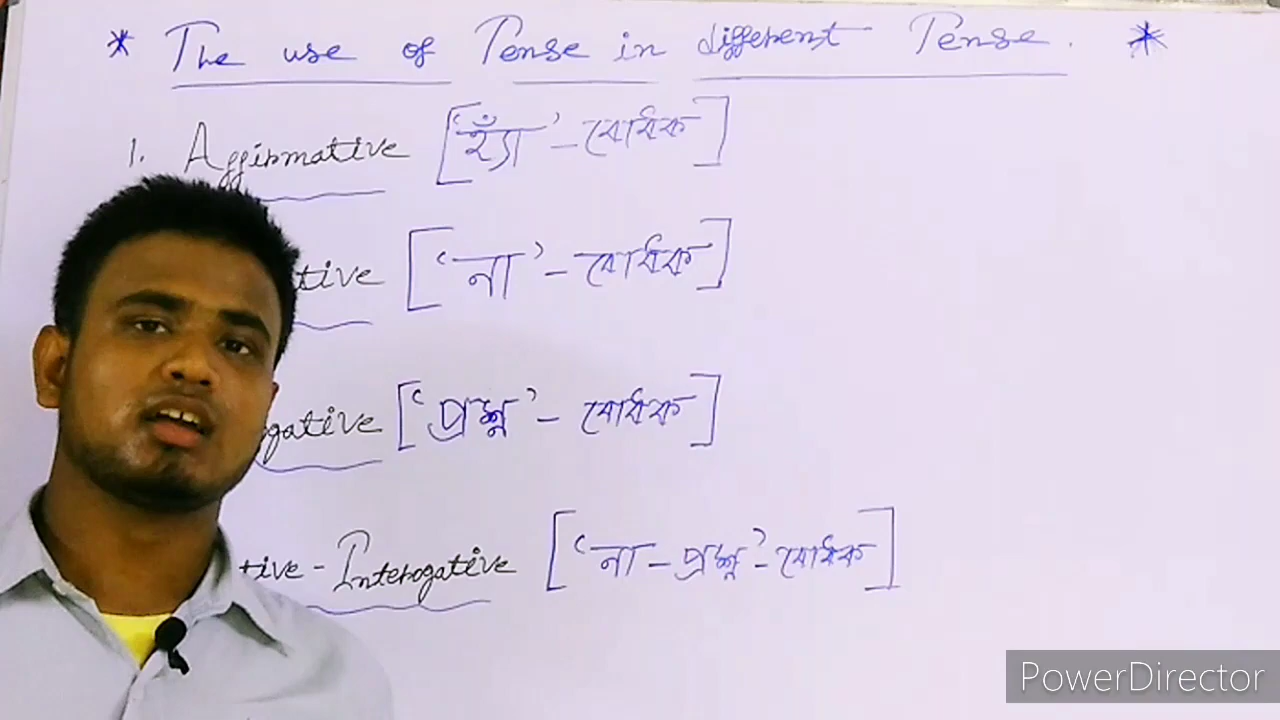 * The use of Tense in different Tense. *
1. Affirmative ['হ্যাঁ' - বোধক]
tive ['না' - বোধক]
gative ['প্রশ্ন' - বোধক]
tive - Interogative ['না - প্রশ্ন' - বোধক]
PowerDirector